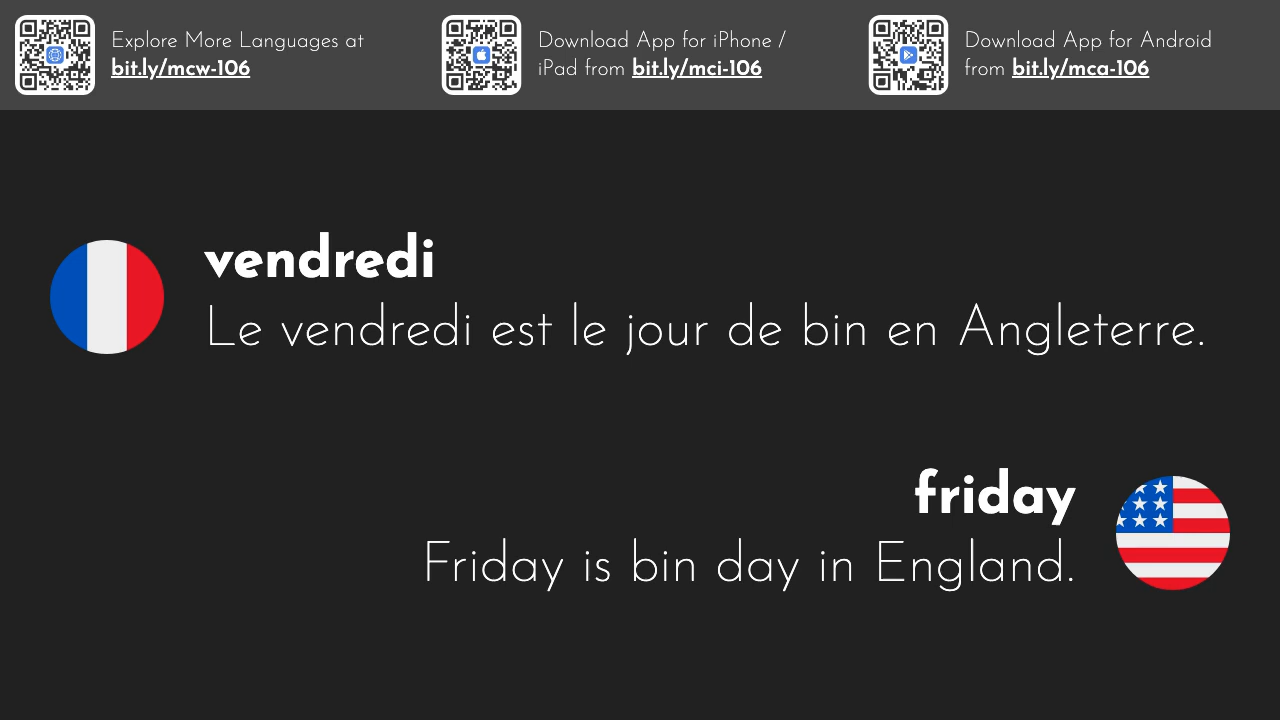 Explore More Languages at
bit.ly/mcw-106
Download App for iPhone /
iPad from bit.ly/mci-106
Download App for Android
from bit.ly/mca-106
vendredi
Le vendredi est le jour de bin en Angleterre.
friday
Friday is bin day in England.